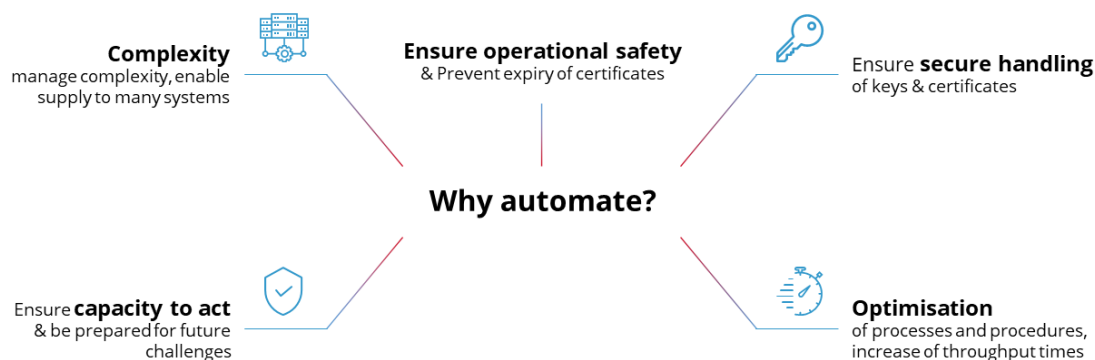 Complexity
manage complexity, enable
supply to many systems
Ensure operational safety
& Prevent expiry of certificates
Ensure secure handling
of keys & certificates
Why automate?
Ensure capacity to act
& be prepared for future
challenges
Optimisation
of processes and procedures,
increase of throughput times